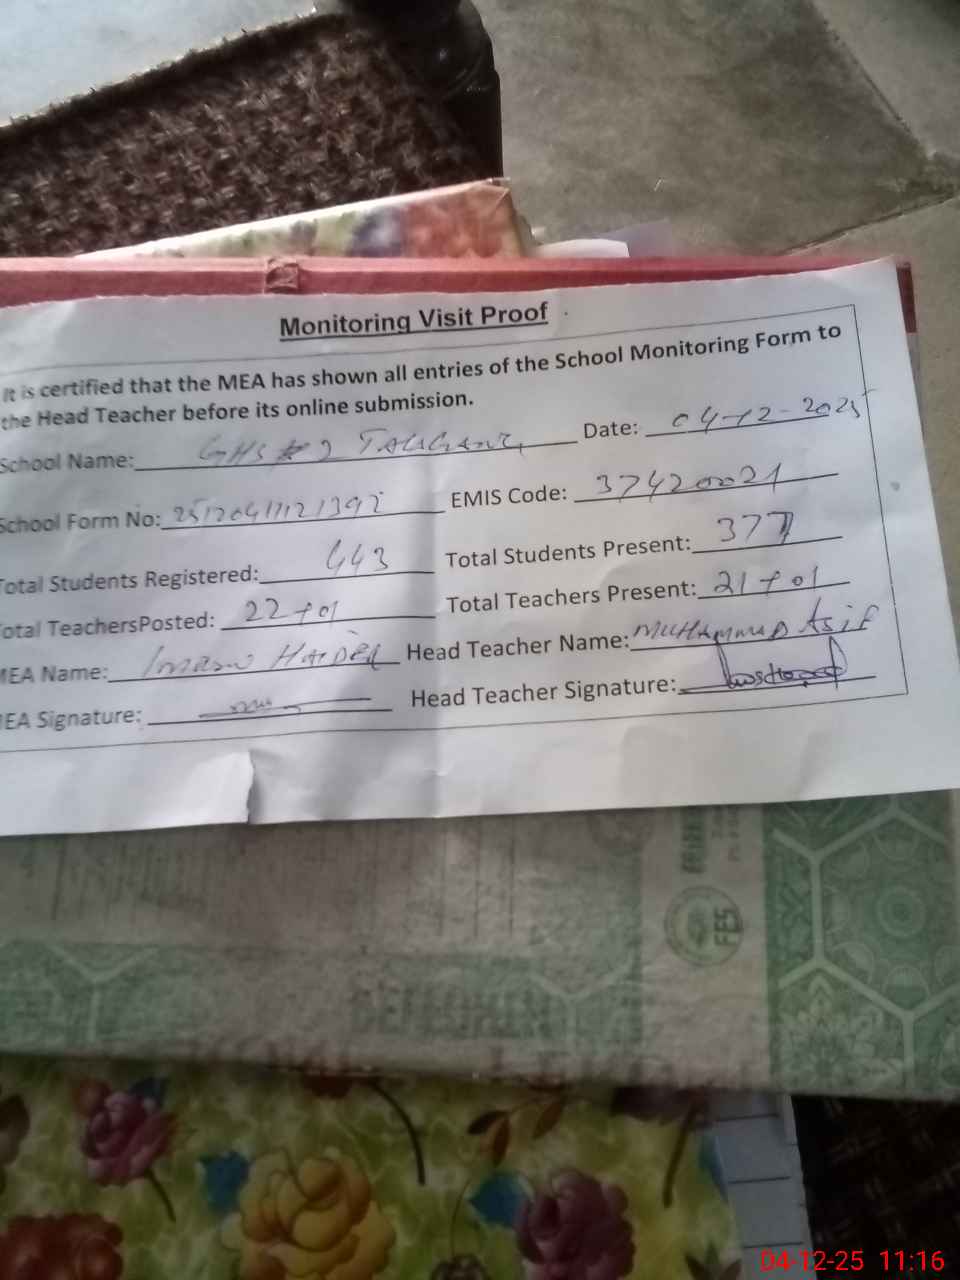 Monitoring Visit Proof
It is certified that the MEA has shown all entries of the School Monitoring Form to
the Head Teacher before its online submission.
School Name: GHS # 2 Date: 04-12-2025
School Form No: EMIS Code: 37420021
Total Students Registered: 443 Total Students Present: 377
Total TeachersPosted: 22+01 Total Teachers Present: 21+01
MEA Name: Imran HAIDER Head Teacher Name: MUHAMMAD Asif
MEA Signature: Head Teacher Signature:
FES
04-12-25 11:16